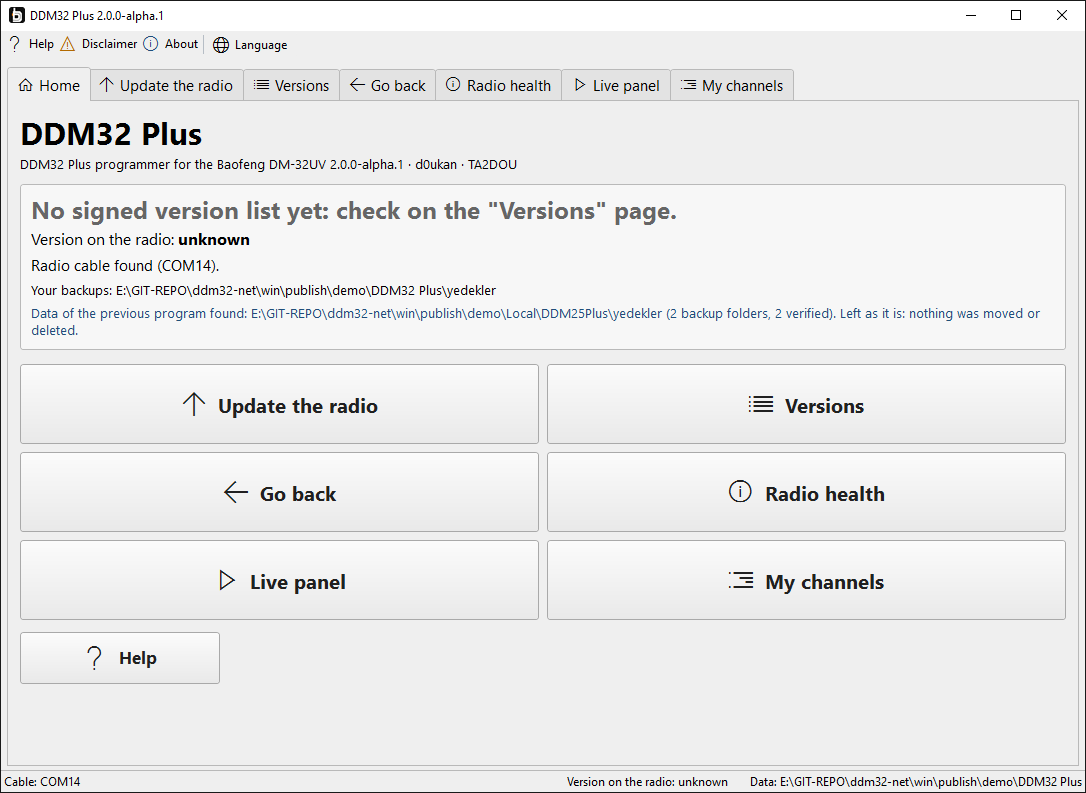 DDM32 Plus 2.0.0-alpha.1
Help Disclaimer About Language
Home Update the radio Versions Go back Radio health Live panel My channels
DDM32 Plus
DDM32 Plus programmer for the Baofeng DM-32UV 2.0.0-alpha.1 · d0ukan · TA2DOU
No signed version list yet: check on the "Versions" page.
Version on the radio: unknown
Radio cable found (COM14).
Your backups: E:\GIT-REPO\ddm32-net\win\publish\demo\DDM32 Plus\yedekler
Data of the previous program found: E:\GIT-REPO\ddm32-net\win\publish\demo\Local\DDM25Plus\yedekler (2 backup folders, 2 verified). Left as it is: nothing was moved or
deleted.
Update the radio Versions
Go back Radio health
Live panel My channels
Help
Cable: COM14 Version on the radio: unknown Data: E:\GIT-REPO\ddm32-net\win\publish\demo\DDM32 Plus